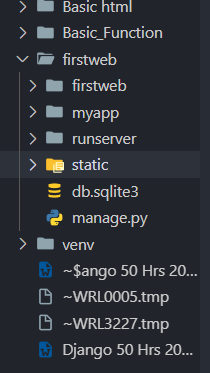 Basic html
Basic_Function
firstweb
firstweb
myapp
runserver
static
db.sqlite3
manage.py
venv
~$ango 50 Hrs 20...
~WRL0005.tmp
~WRL3227.tmp
Django 50 Hrs 20...